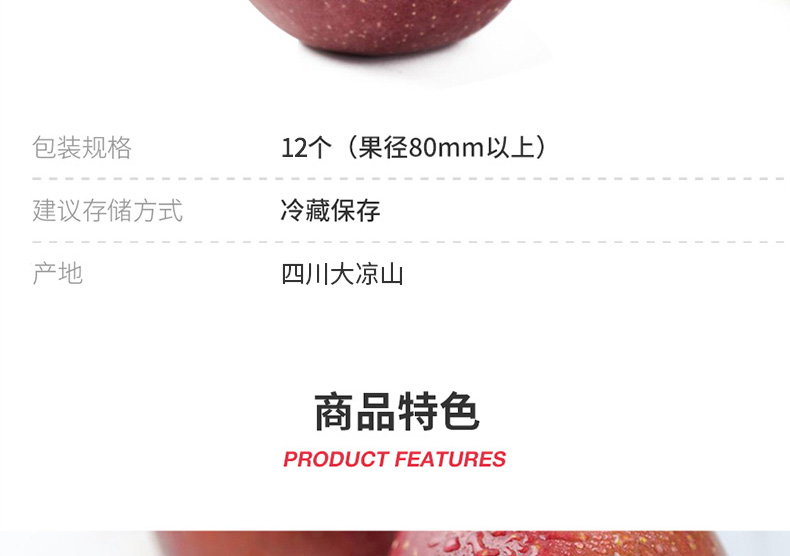 包装规格 12个（果径80mm以上）
建议存储方式 冷藏保存
产地 四川大凉山
商品特色
PRODUCT FEATURES